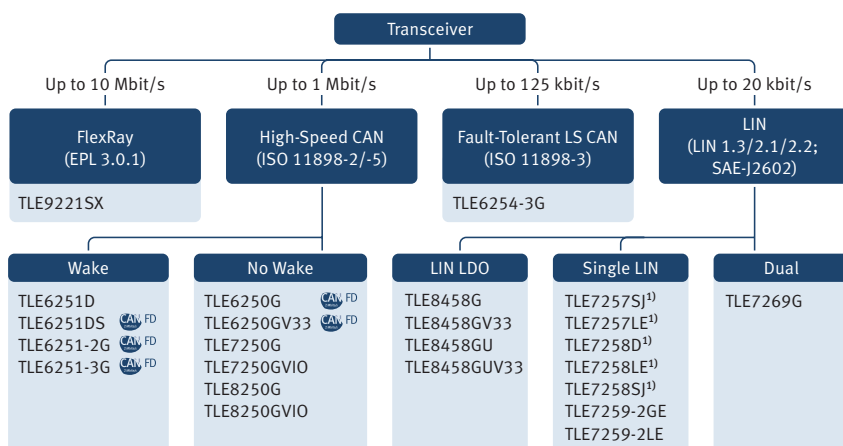 Transceiver
Up to 10 Mbit/s
Up to 1 Mbit/s
Up to 125 kbit/s
Up to 20 kbit/s
FlexRay
(EPL 3.0.1)
TLE9221SX
High-Speed CAN
(ISO 11898-2/-5)
Fault-Tolerant LS CAN
(ISO 11898-3)
TLE6254-3G
LIN
(LIN 1.3/2.1/2.2;
SAE-J2602)
Wake
TLE6251D
TLE6251DS CAN FD
TLE6251-2G CAN FD
TLE6251-3G CAN FD
No Wake
TLE6250G CAN FD
TLE6250GV33 CAN FD
TLE7250G
TLE7250GVIO
TLE8250G
TLE8250GVIO
LIN LDO
TLE8458G
TLE8458GV33
TLE8458GU
TLE8458GUV33
Single LIN
TLE7257SJ¹⁾
TLE7257LE¹⁾
TLE7258D¹⁾
TLE7258LE¹⁾
TLE7258SJ¹⁾
TLE7259-2GE
TLE7259-2LE
Dual
TLE7269G